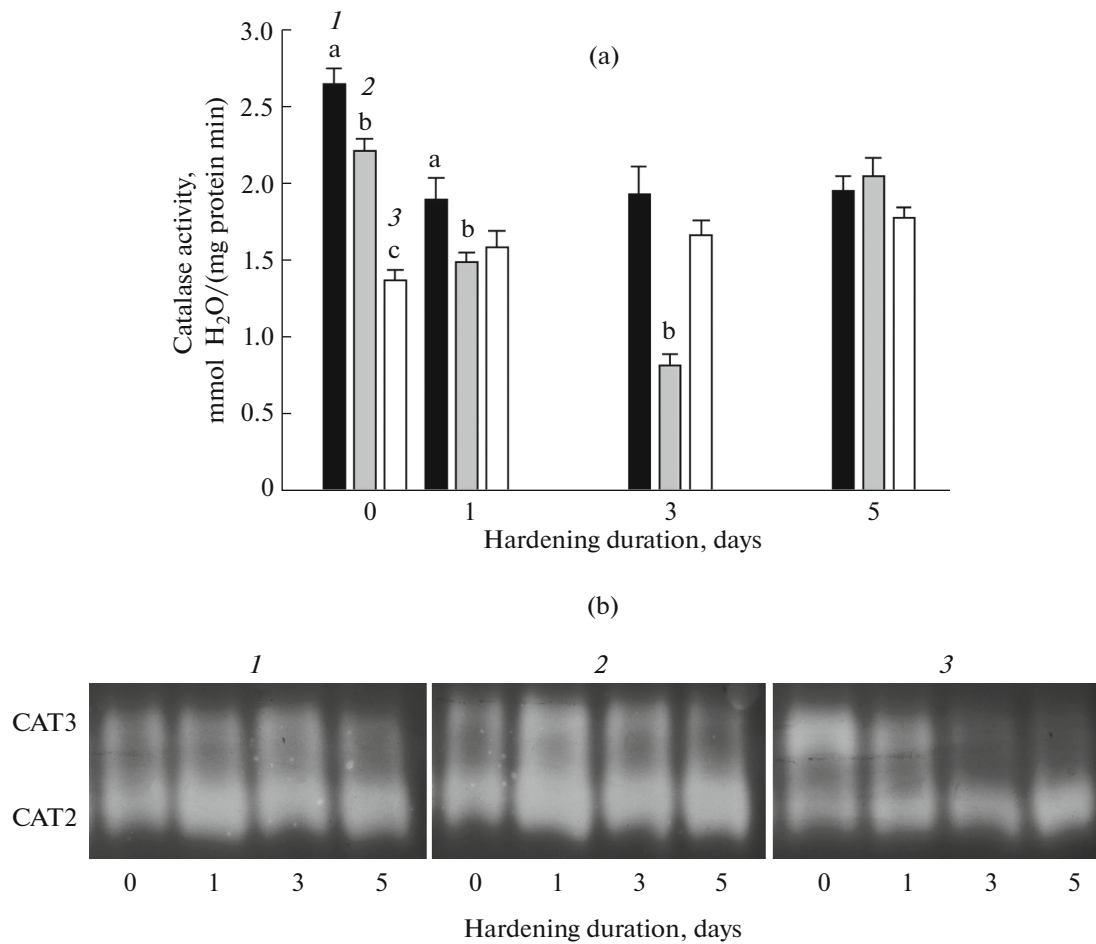 (a)
Catalase activity,
mmol H₂O/(mg protein min)
3.0
2.5
2.0
1.5
1.0
0.5
0
1
a
2
b
3
c
a
b
b
0 1 3 5
Hardening duration, days
(b)
1 2 3
CAT3
CAT2
0 1 3 5 0 1 3 5 0 1 3 5
Hardening duration, days